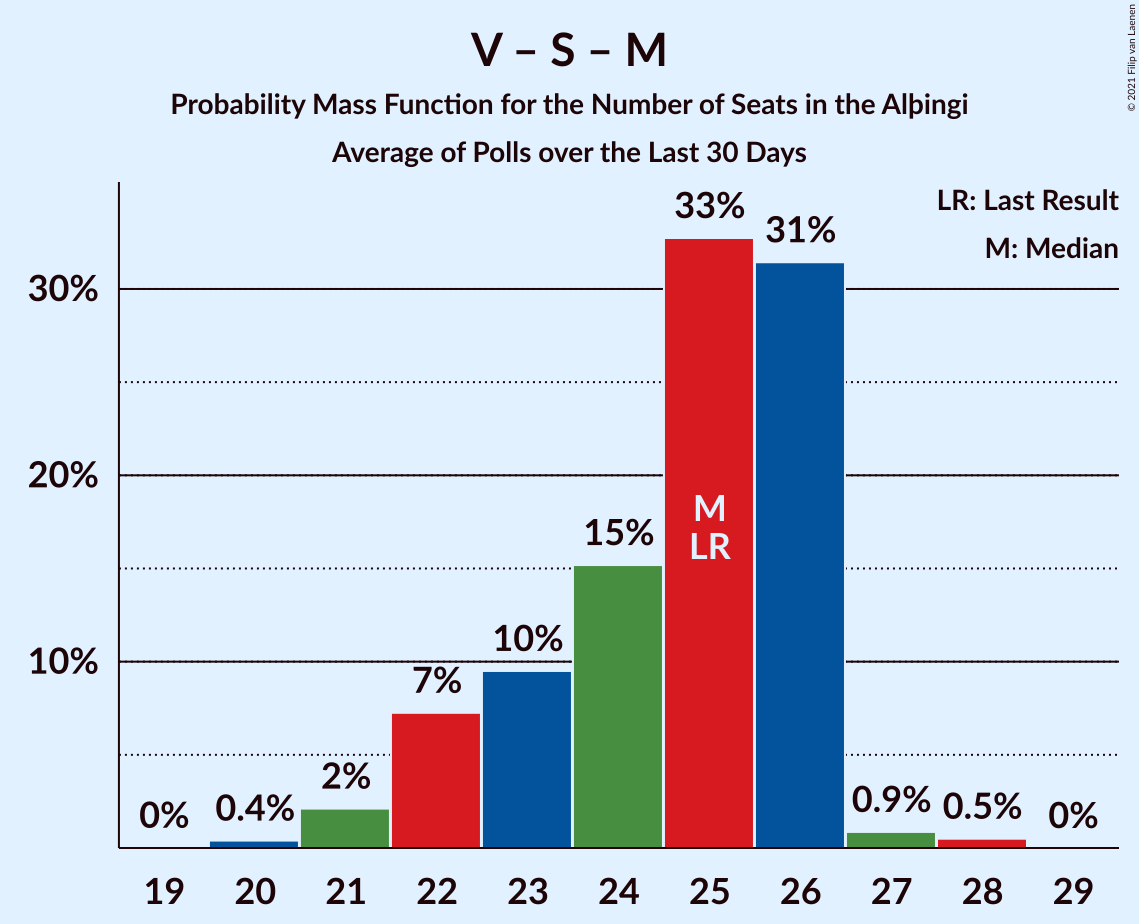 V – S – M
Probability Mass Function for the Number of Seats in the Alþingi
Average of Polls over the Last 30 Days
© 2021 Filip van Laenen
LR: Last Result
M: Median
33%
31%
30%
20%
M
LR
15%
10%
10%
7%
2%
0%
0.4%
0.9%
0.5%
0%
19 20 21 22 23 24 25 26 27 28 29